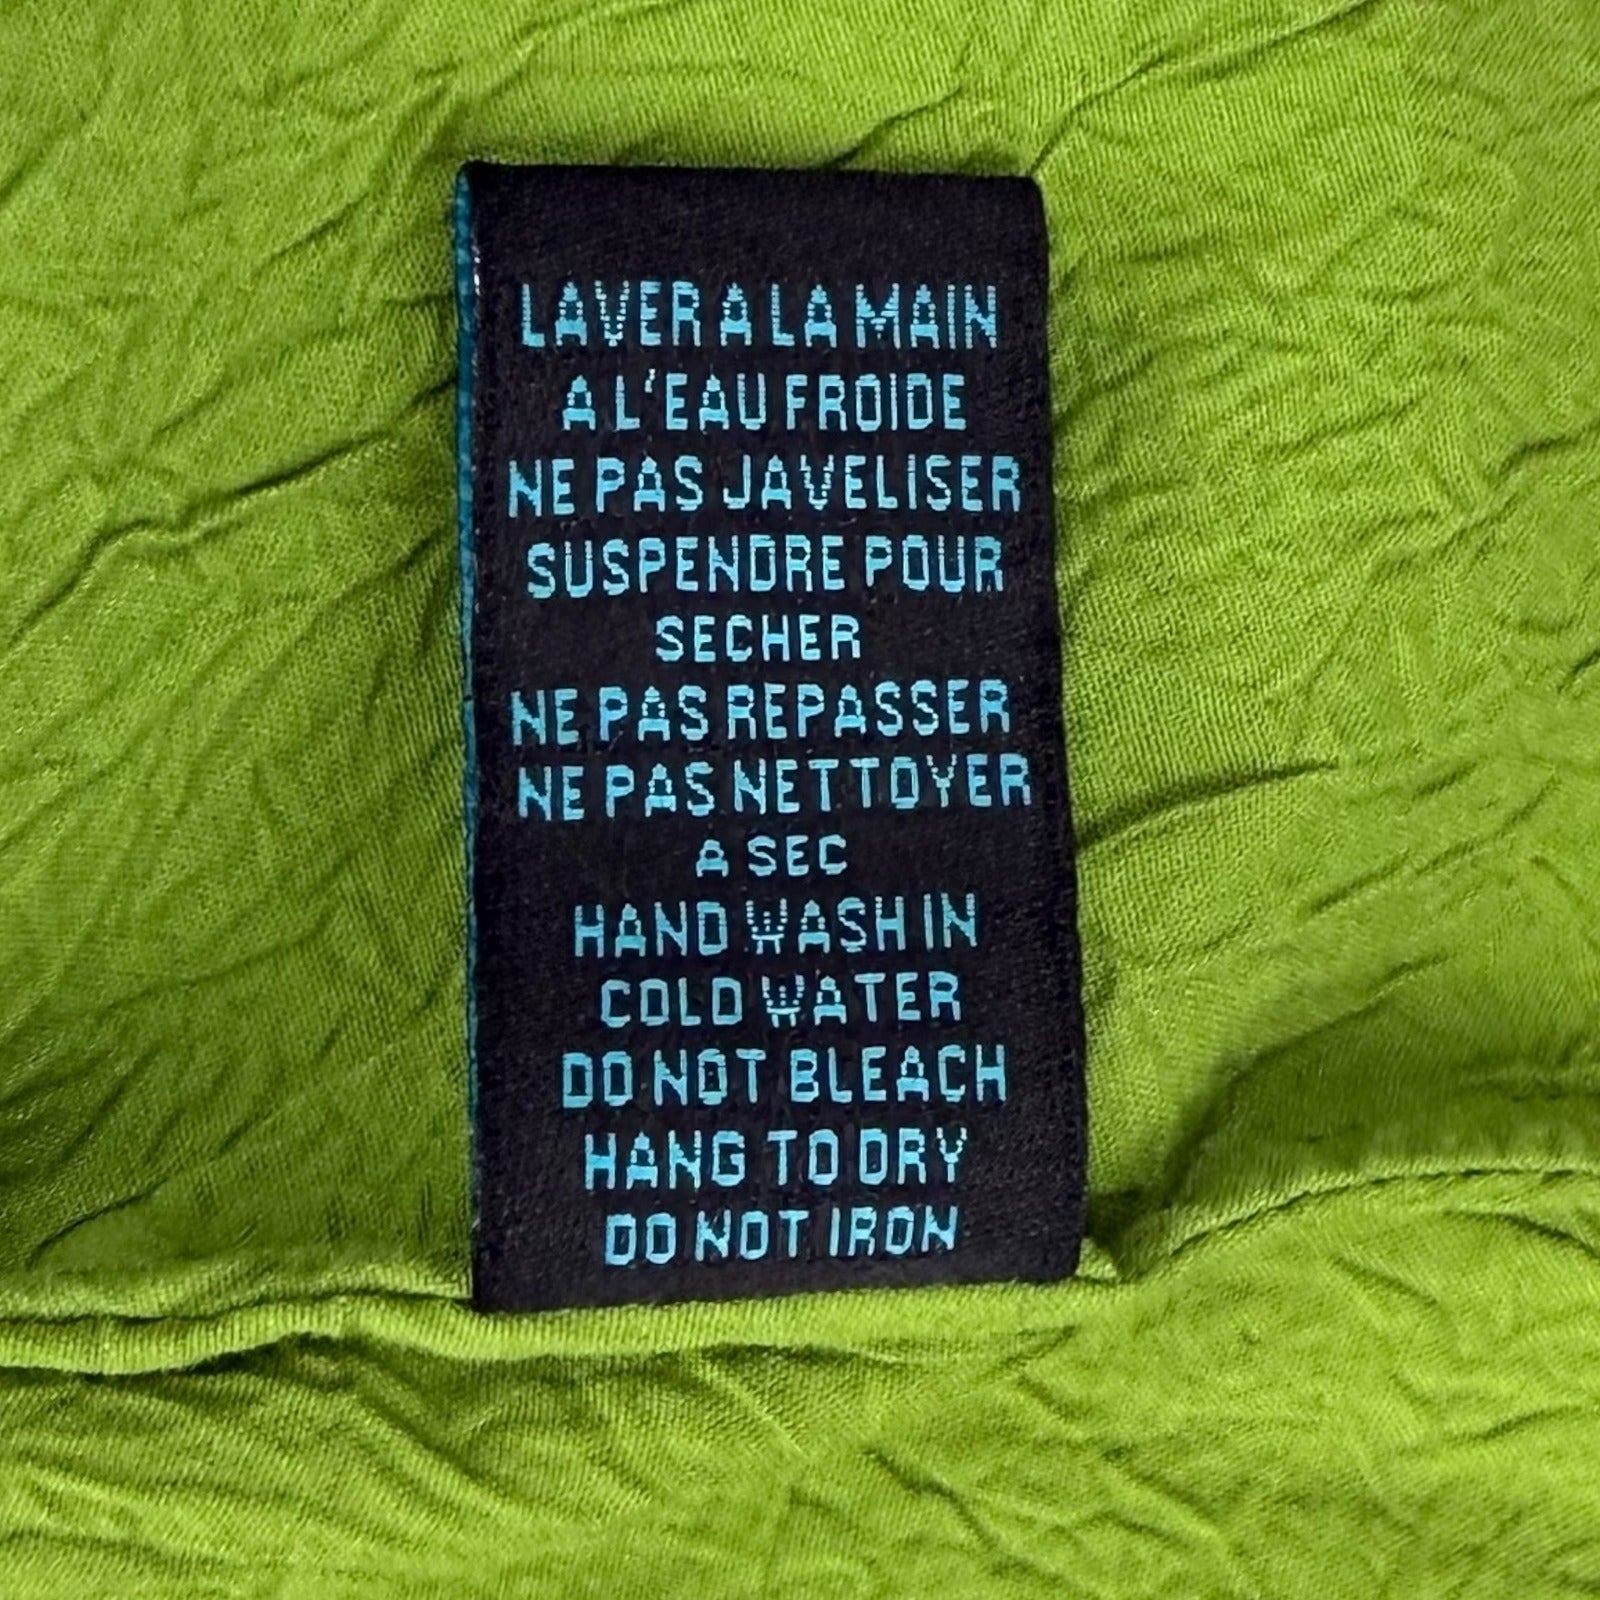 LAVER A LA MAIN
A L'EAU FROIDE
NE PAS JAVELISER
SUSPENDRE POUR
SECHER
NE PAS REPASSER
NE PAS NETTOYER
A SEC
HAND WASH IN
COLD WATER
DO NOT BLEACH
HANG TO DRY
DO NOT IRON